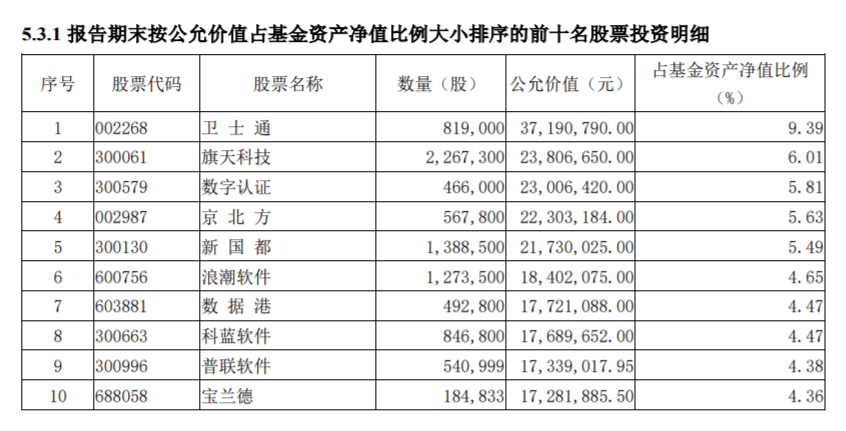 5.3.1 报告期末按公允价值占基金资产净值比例大小排序的前十名股票投资明细
序号 股票代码 股票名称 数量（股） 公允价值（元） 占基金资产净值比例（%）
1 002268 卫 士 通 819,000 37,190,790.00 9.39
2 300061 旗天科技 2,267,300 23,806,650.00 6.01
3 300579 数字认证 466,000 23,006,420.00 5.81
4 002987 京 北 方 567,800 22,303,184.00 5.63
5 300130 新 国 都 1,388,500 21,730,025.00 5.49
6 600756 浪潮软件 1,273,500 18,402,075.00 4.65
7 603881 数 据 港 492,800 17,721,088.00 4.47
8 300663 科蓝软件 846,800 17,689,652.00 4.47
9 300996 普联软件 540,999 17,339,017.95 4.38
10 688058 宝兰德 184,833 17,281,885.50 4.36